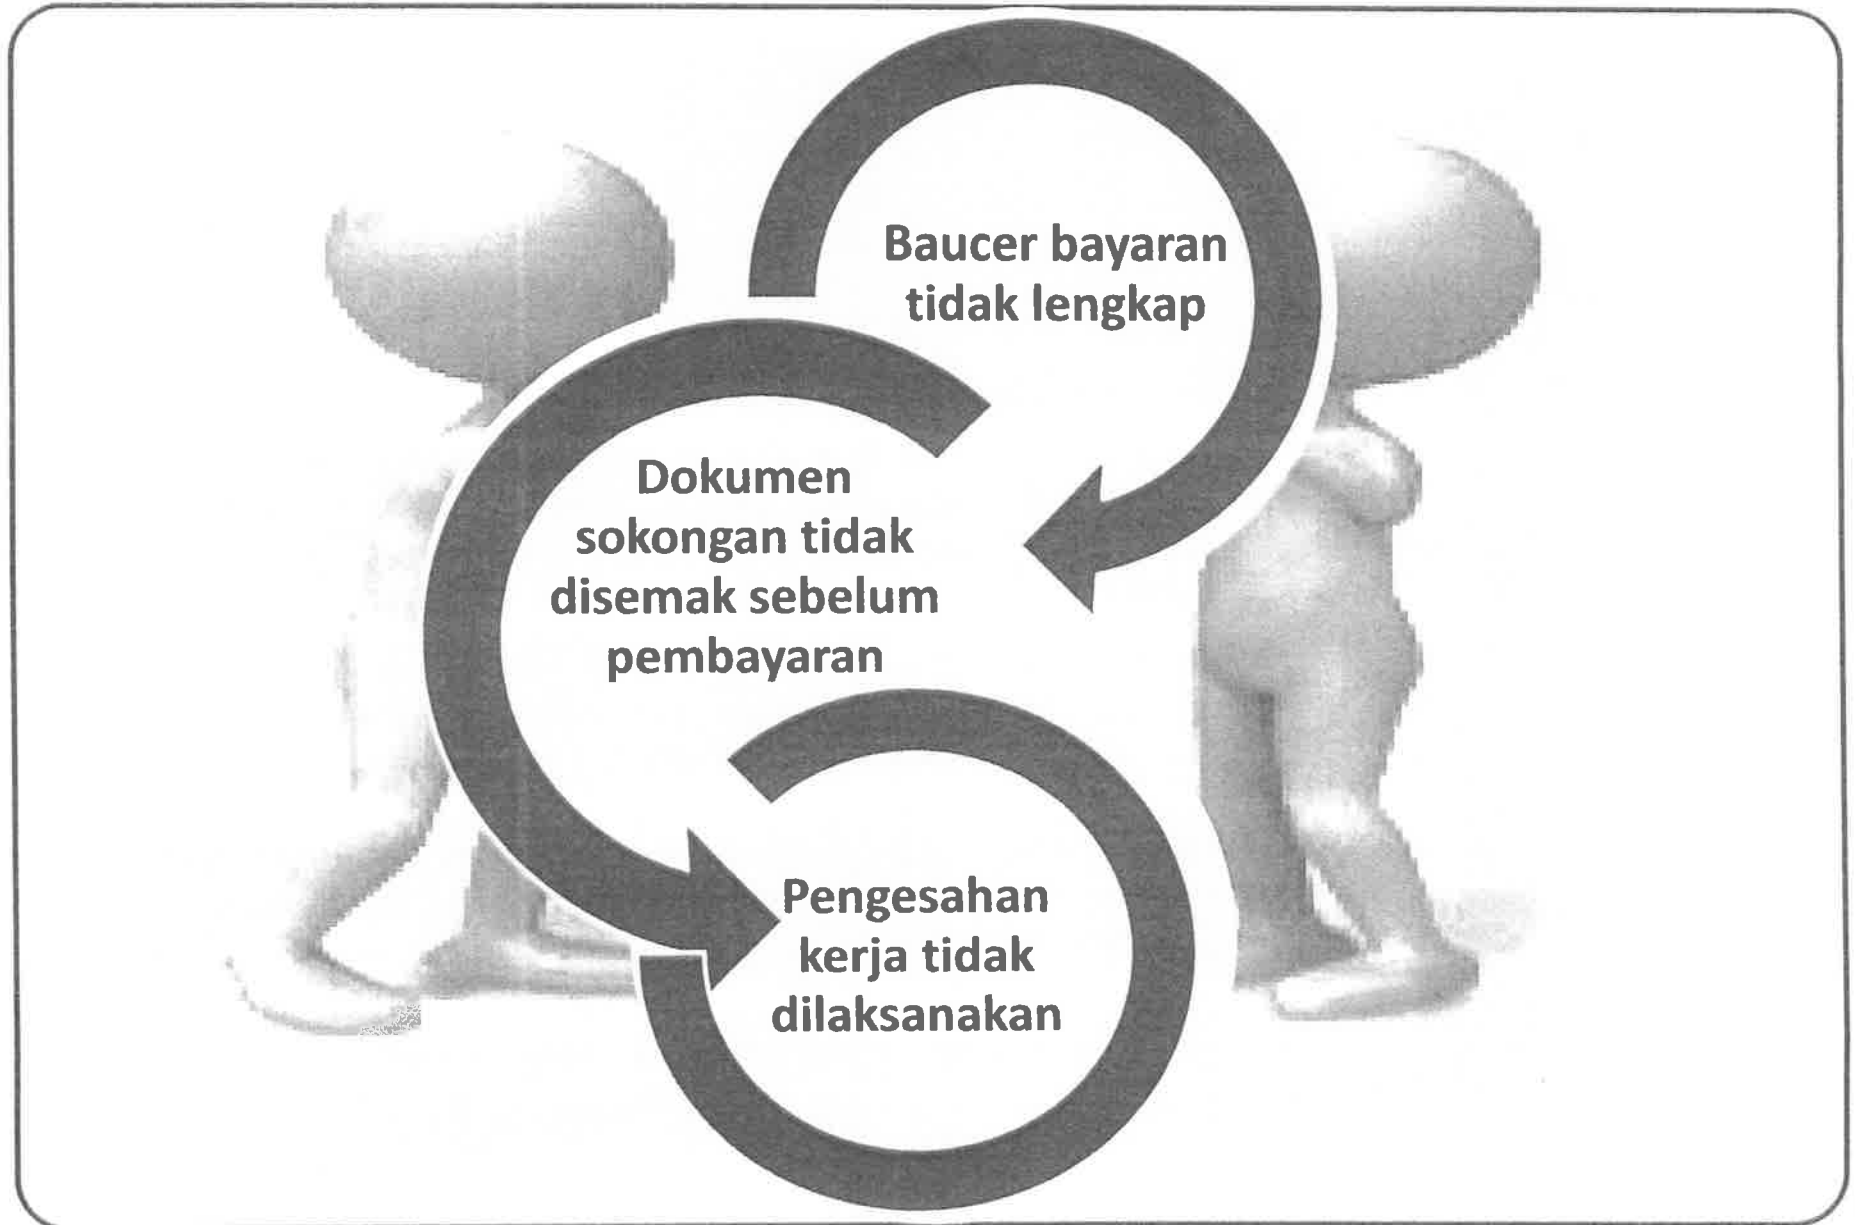 Baucer bayaran
tidak lengkap
Dokumen
sokongan tidak
disemak sebelum
pembayaran
Pengesahan
kerja tidak
dilaksanakan